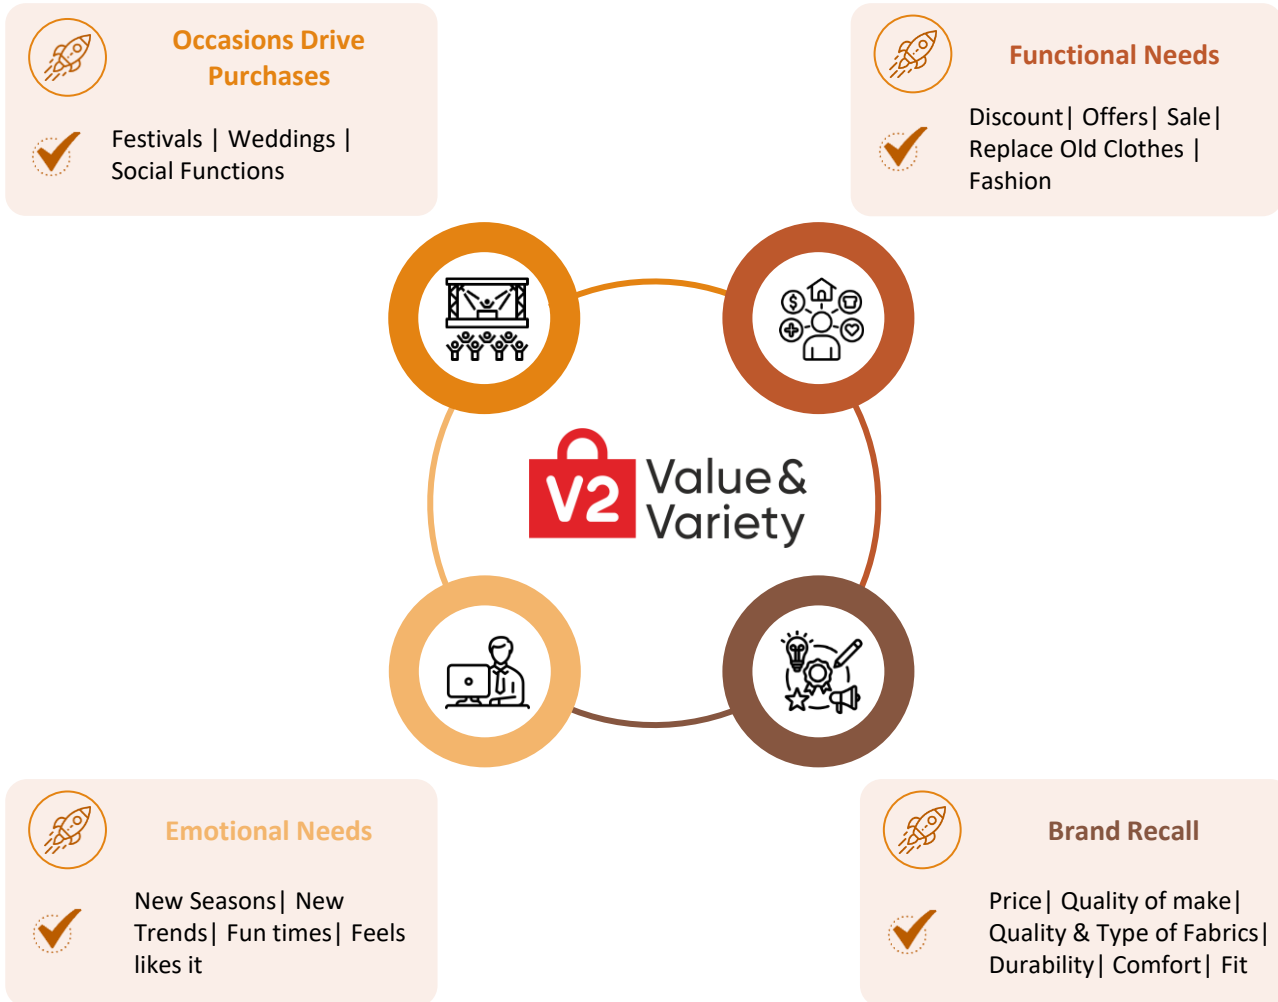 Occasions Drive
Purchases
Festivals | Weddings |
Social Functions
Functional Needs
Discount| Offers| Sale|
Replace Old Clothes |
Fashion
V2 Value &
Variety
Emotional Needs
New Seasons| New
Trends| Fun times| Feels
likes it
Brand Recall
Price| Quality of make|
Quality & Type of Fabrics|
Durability| Comfort| Fit